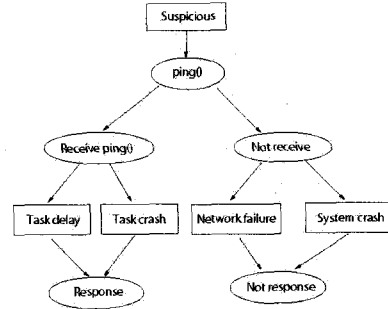 Suspicious
ping()
Receive ping()
Not receive
Task delay
Task crash
Network failure
System crash
Response
Not response